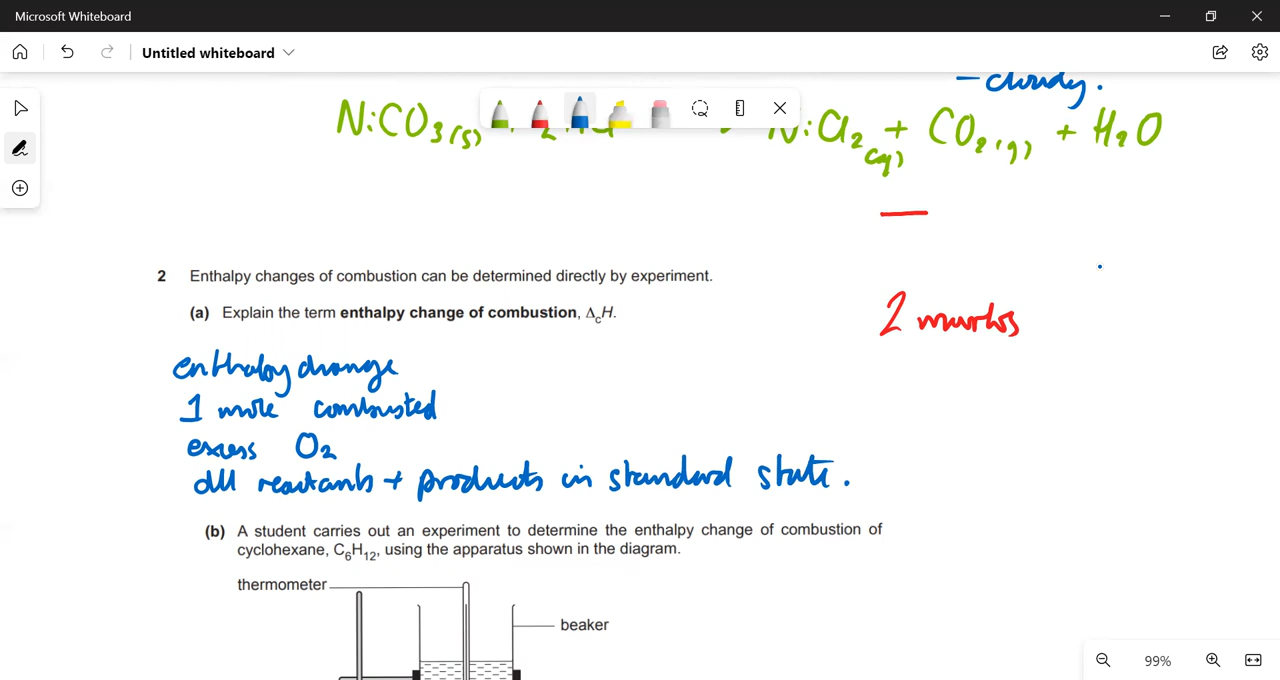 Microsoft Whiteboard
Untitled whiteboard
- cloudy.
NiCO3(s) + 2HCl → NiCl2(aq) + CO2(g) + H2O
2 Enthalpy changes of combustion can be determined directly by experiment.
(a) Explain the term enthalpy change of combustion, ΔcH.
2 marks
enthalpy change
1 mole combusted
excess O2
all reactants + products in standard state.
(b) A student carries out an experiment to determine the enthalpy change of combustion of
cyclohexane, C6H12, using the apparatus shown in the diagram.
thermometer
beaker
99%